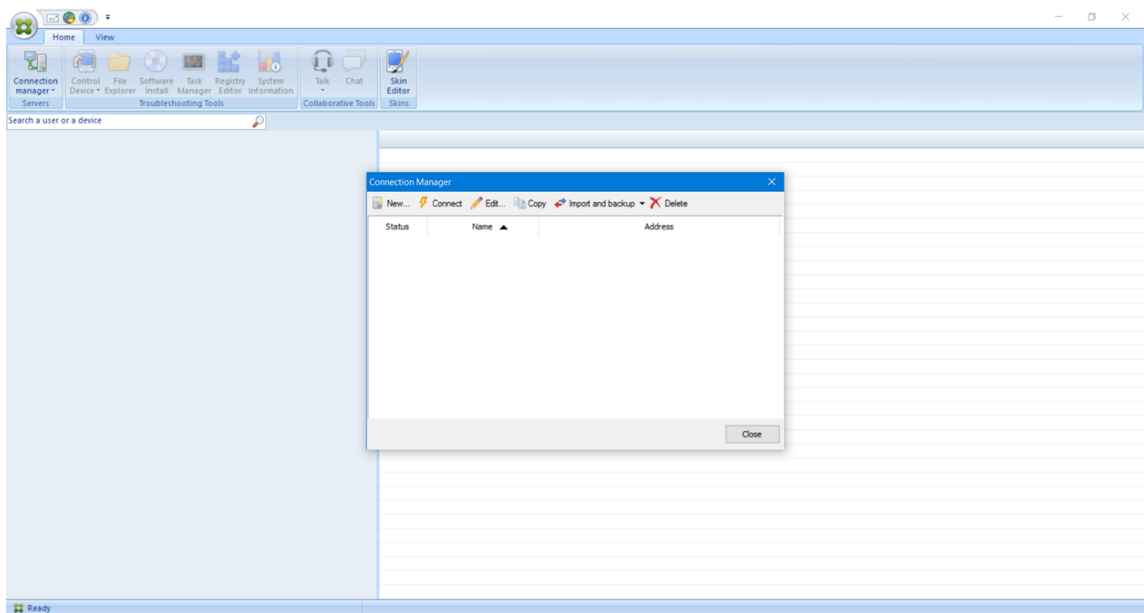 Home View
Connection manager
Control Device
File Explorer
Software Install
Task Manager
Registry Editor
System Information
Talk
Chat
Skin Editor
Servers
Troubleshooting Tools
Collaborative Tools
Skins
Search a user or a device
Connection Manager
New... Connect Edit... Copy Import and backup Delete
Status Name Address
Close
Ready